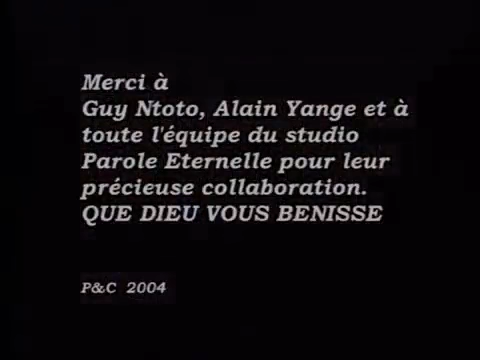 Merci à
Guy Ntoto, Alain Yange et à
toute l'équipe du studio
Parole Eternelle pour leur
précieuse collaboration.
QUE DIEU VOUS BENISSE
P&C 2004